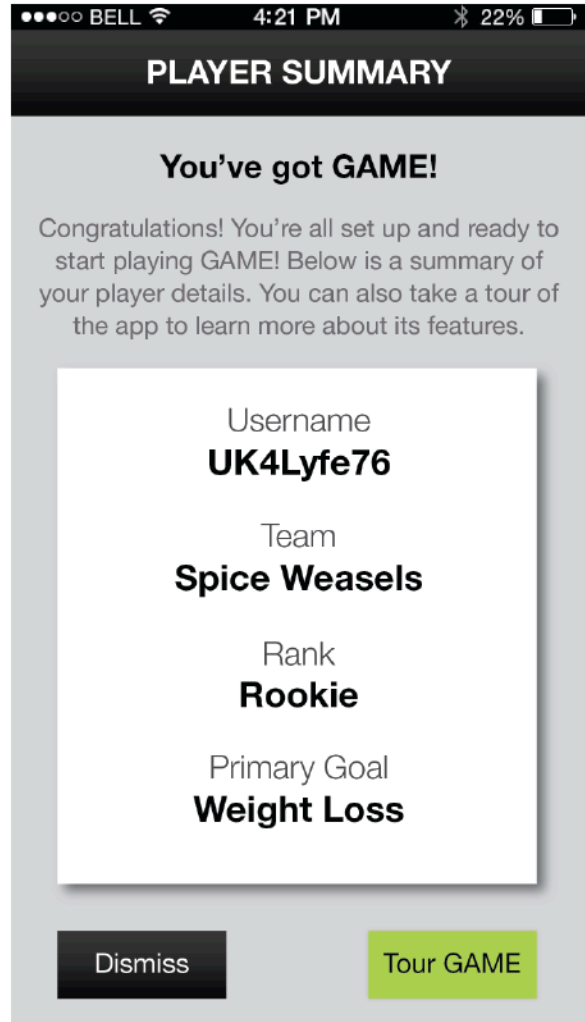 BELL 4:21 PM 22%
PLAYER SUMMARY
You've got GAME!
Congratulations! You're all set up and ready to
start playing GAME! Below is a summary of
your player details. You can also take a tour of
the app to learn more about its features.
Username
UK4Lyfe76
Team
Spice Weasels
Rank
Rookie
Primary Goal
Weight Loss
Dismiss Tour GAME